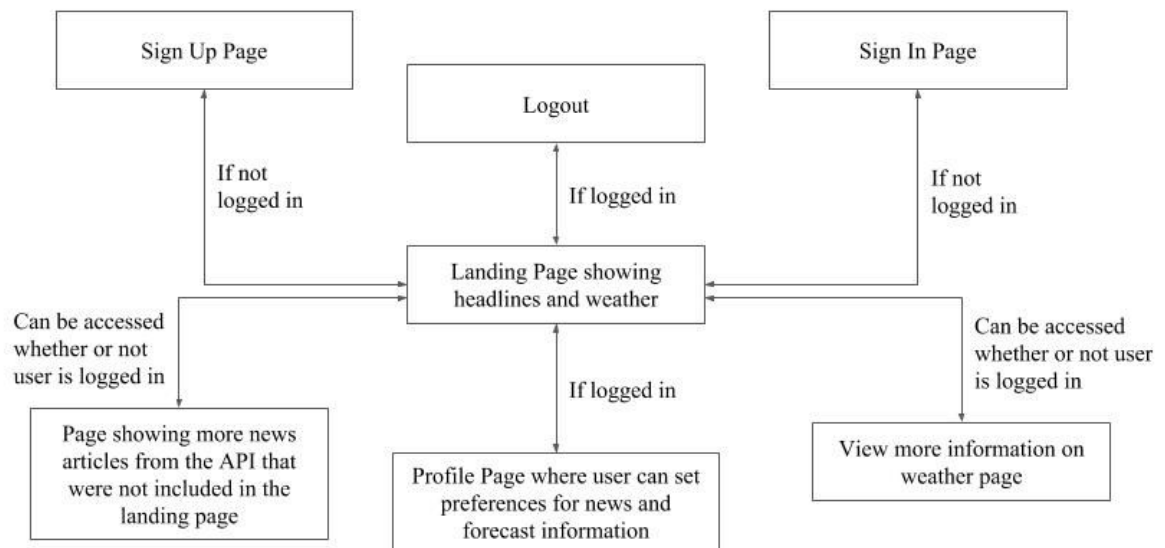 Sign Up Page
Logout
Sign In Page
If not
logged in
If logged in
If not
logged in
Landing Page showing
headlines and weather
Can be accessed
whether or not
user is logged in
If logged in
Can be accessed
whether or not user
is logged in
Page showing more news
articles from the API that
were not included in the
landing page
Profile Page where user can set
preferences for news and
forecast information
View more information on
weather page